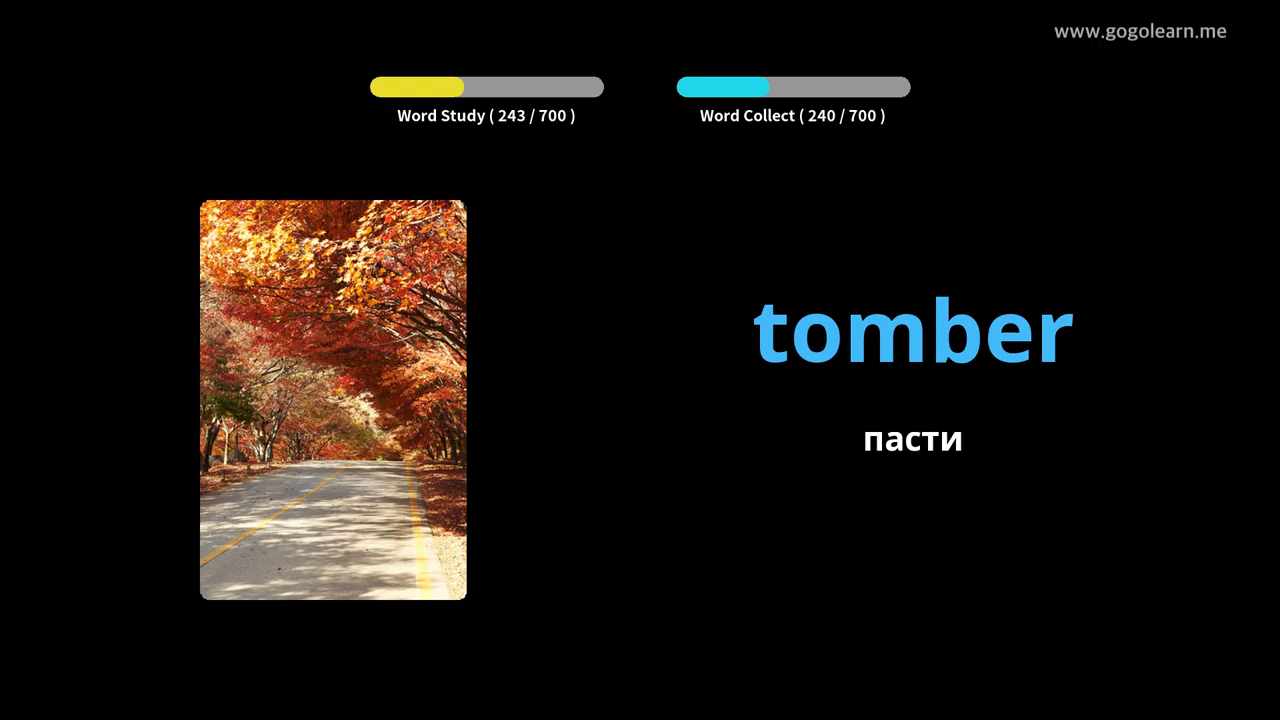 www.gogolearn.me
Word Study ( 243 / 700 )
Word Collect ( 240 / 700 )
tomber
пасти